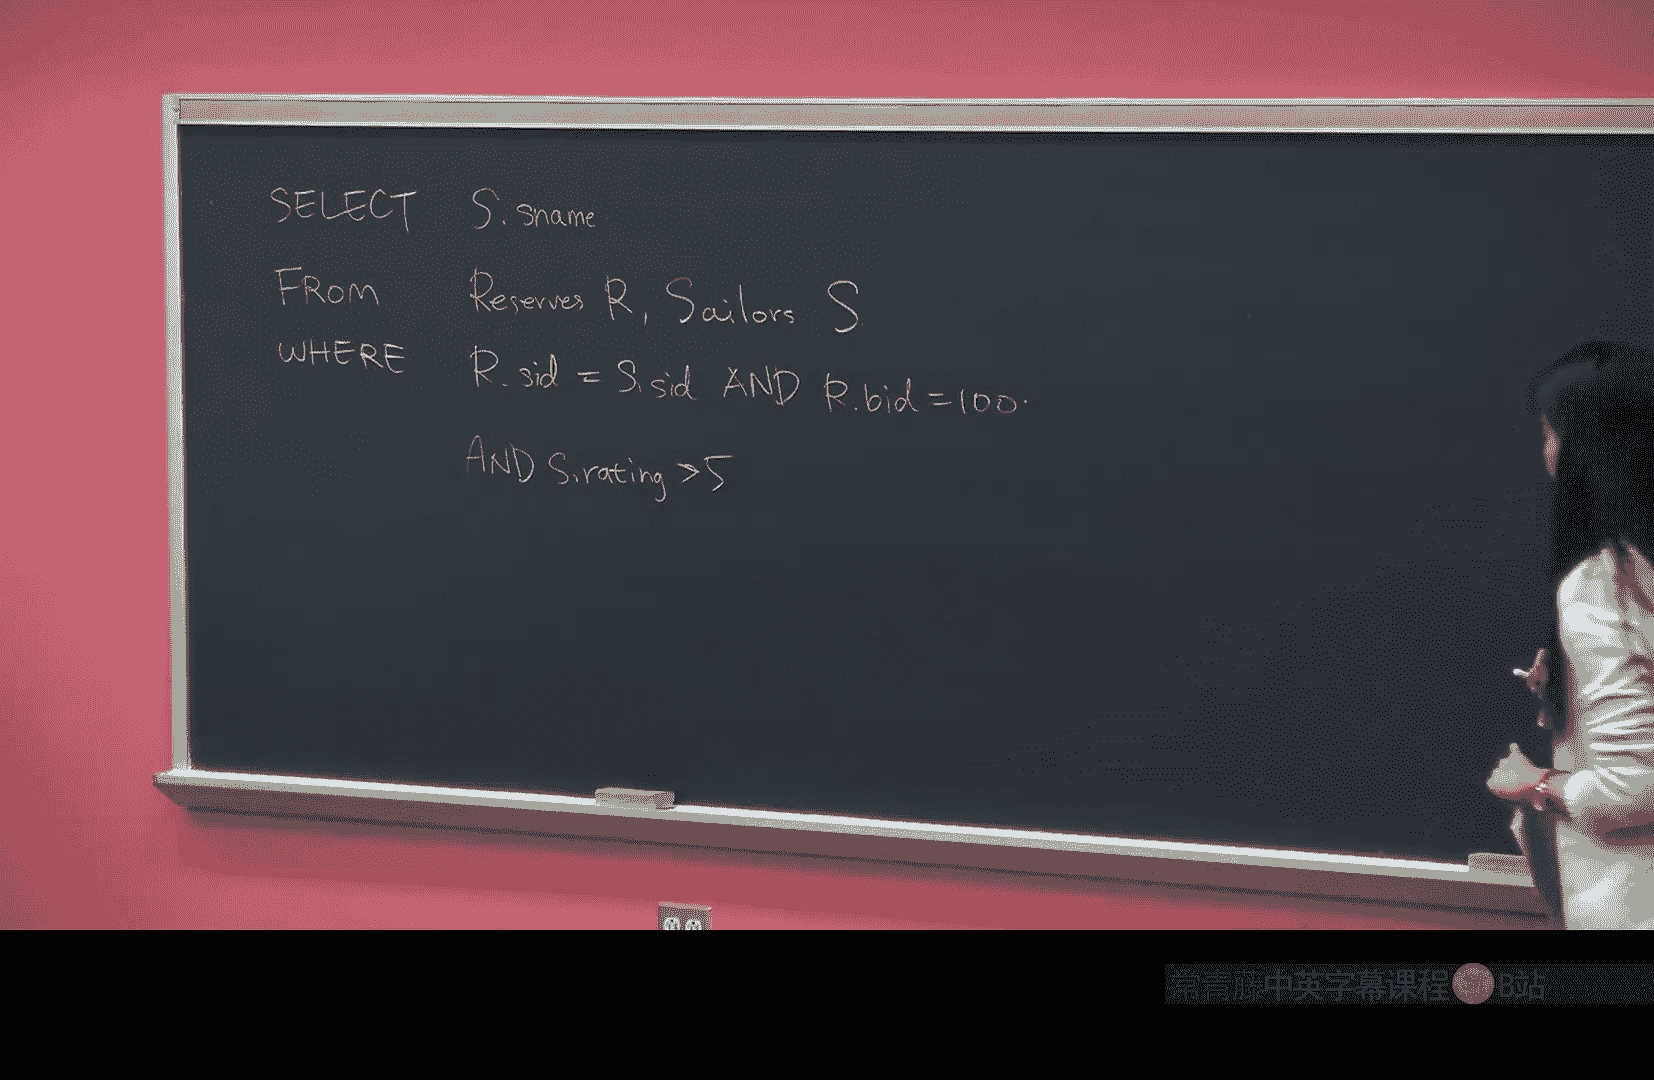 SELECT S.sname
FROM Reserves R, Sailors S
WHERE R.sid = S.sid AND R.bid = 100.
AND S.rating > 5
常青藤中英字幕课程 B站